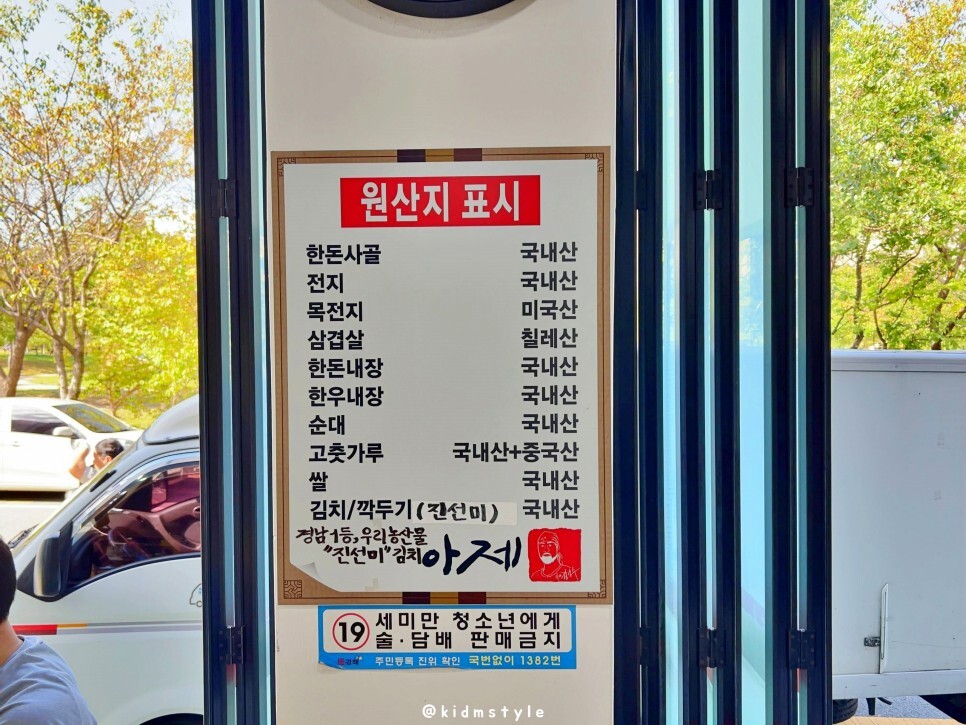 원산지 표시
한돈사골 국내산
전지 국내산
목전지 미국산
삼겹살 칠레산
한돈내장 국내산
한우내장 국내산
순대 국내산
고춧가루 국내산+중국산
쌀 국내산
김치/깍두기 (진선미) 국내산
경남1등, 우리농산물
"진선미"김치 아제
19 세미만 청소년에게
술·담배 판매금지
주민등록 진위 확인 국번없이 1382번
@kidmstyle